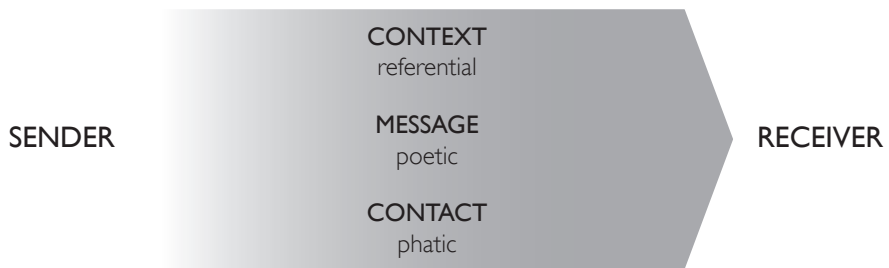 CONTEXT
referential
SENDER
MESSAGE
poetic
RECEIVER
CONTACT
phatic